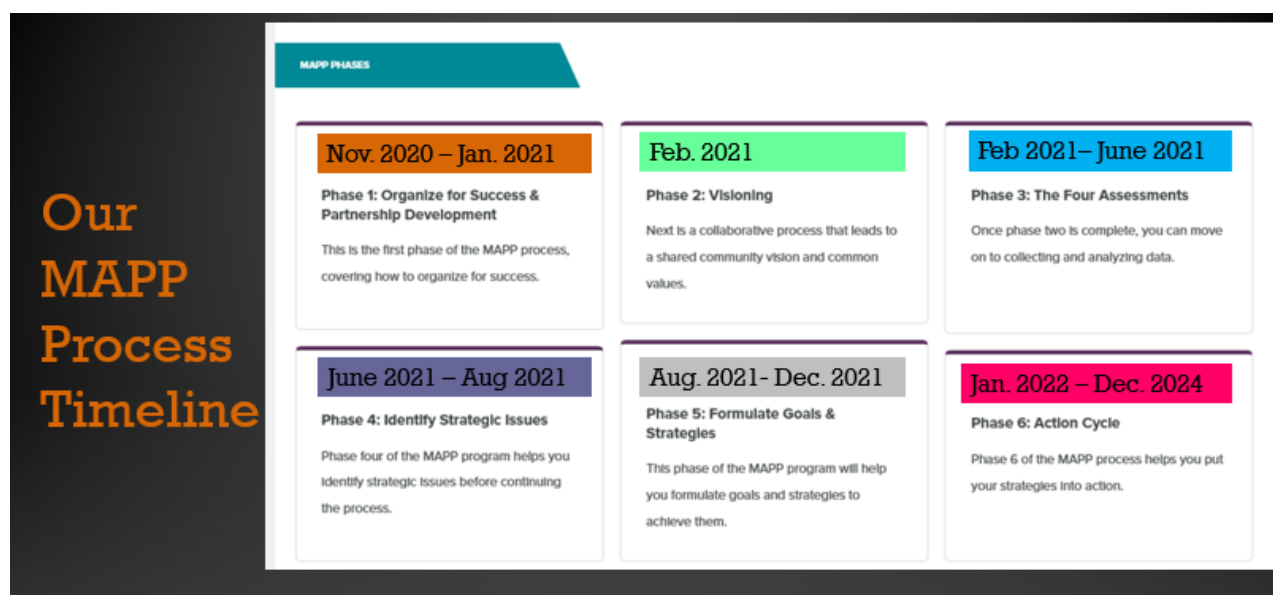 Our
MAPP
Process
Timeline
MAPP PHASES
Nov. 2020 – Jan. 2021
Phase 1: Organize for Success &
Partnership Development
This is the first phase of the MAPP process,
covering how to organize for success.
Feb. 2021
Phase 2: Visioning
Next is a collaborative process that leads to
a shared community vision and common
values.
Feb 2021– June 2021
Phase 3: The Four Assessments
Once phase two is complete, you can move
on to collecting and analyzing data.
June 2021 – Aug 2021
Phase 4: Identify Strategic Issues
Phase four of the MAPP program helps you
identify strategic issues before continuing
the process.
Aug. 2021- Dec. 2021
Phase 5: Formulate Goals &
Strategies
This phase of the MAPP program will help
you formulate goals and strategies to
achieve them.
Jan. 2022 – Dec. 2024
Phase 6: Action Cycle
Phase 6 of the MAPP process helps you put
your strategies into action.